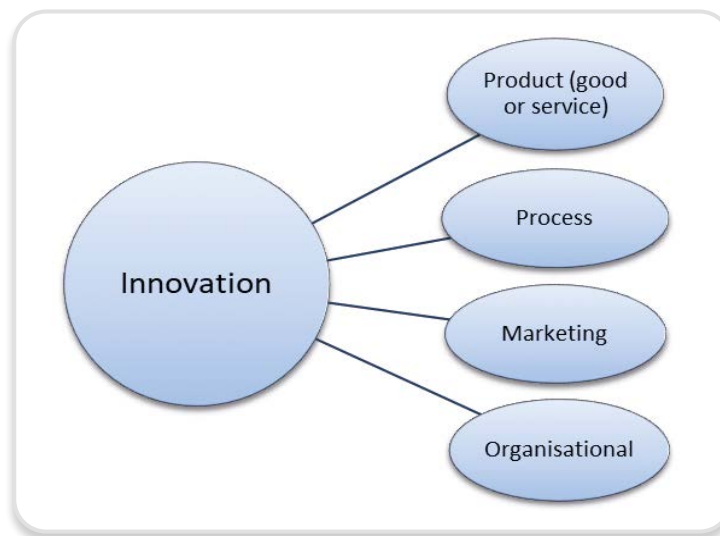 Innovation
Product (good
or service)
Process
Marketing
Organisational